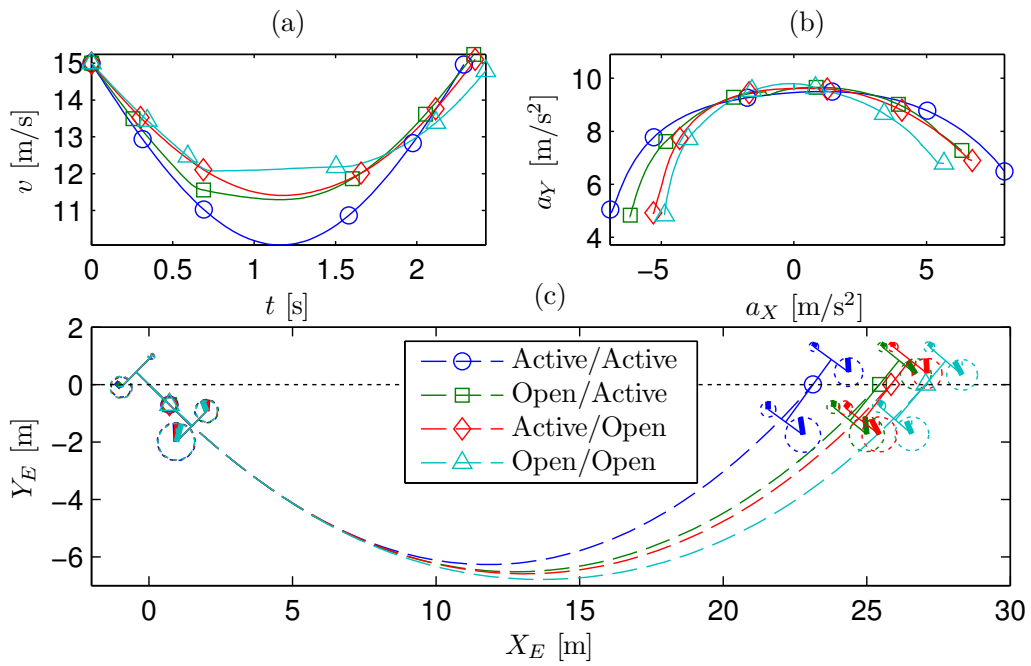 (a)
(b)
15
14
13
12
11
v [m/s]
0
0.5
1
1.5
2
t [s]
10
8
6
4
a_Y [m/s²]
−5
0
5
a_X [m/s²]
(c)
2
0
−2
−4
−6
Y_E [m]
Active/Active
Open/Active
Active/Open
Open/Open
0
5
10
15
20
25
30
X_E [m]